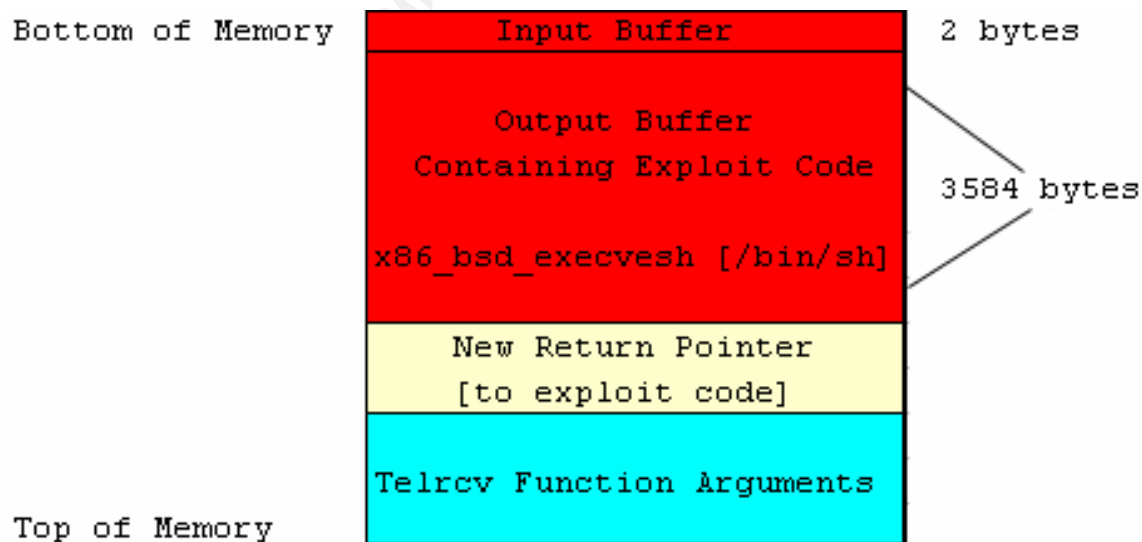 Bottom of Memory Input Buffer 2 bytes
Output Buffer
Containing Exploit Code
3584 bytes
x86_bsd_execvesh [/bin/sh]
New Return Pointer
[to exploit code]
Telrcv Function Arguments
Top of Memory